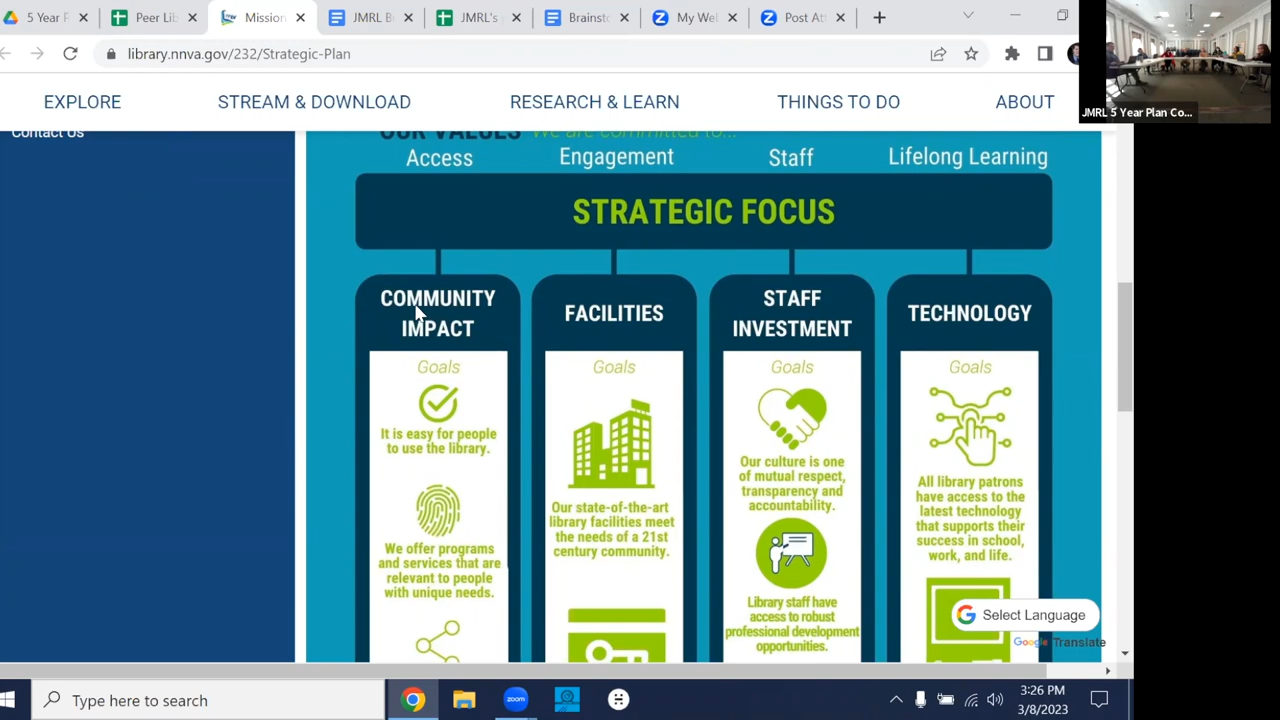 5 Year F
Peer Lib
Mission
JMRL B
JMRL's
Brainst
My We
Post At
library.nnva.gov/232/Strategic-Plan
EXPLORE
STREAM & DOWNLOAD
RESEARCH & LEARN
THINGS TO DO
ABOUT
JMRL 5 Year Plan Co...
Contact Us
OUR VALUES We are committed to...
Access
Engagement
Staff
Lifelong Learning
STRATEGIC FOCUS
COMMUNITY
IMPACT
Goals
It is easy for people
to use the library.
We offer programs
and services that are
relevant to people
with unique needs.
FACILITIES
Goals
Our state-of-the-art
library facilities meet
the needs of a 21st
century community.
STAFF
INVESTMENT
Goals
Our culture is one
of mutual respect,
transparency and
accountability.
Library staff have
access to robust
professional development
opportunities.
TECHNOLOGY
Goals
All library patrons
have access to the
latest technology
that supports their
success in school,
work, and life.
Select Language
Google Translate
Type here to search
zoom
3:26 PM
3/8/2023